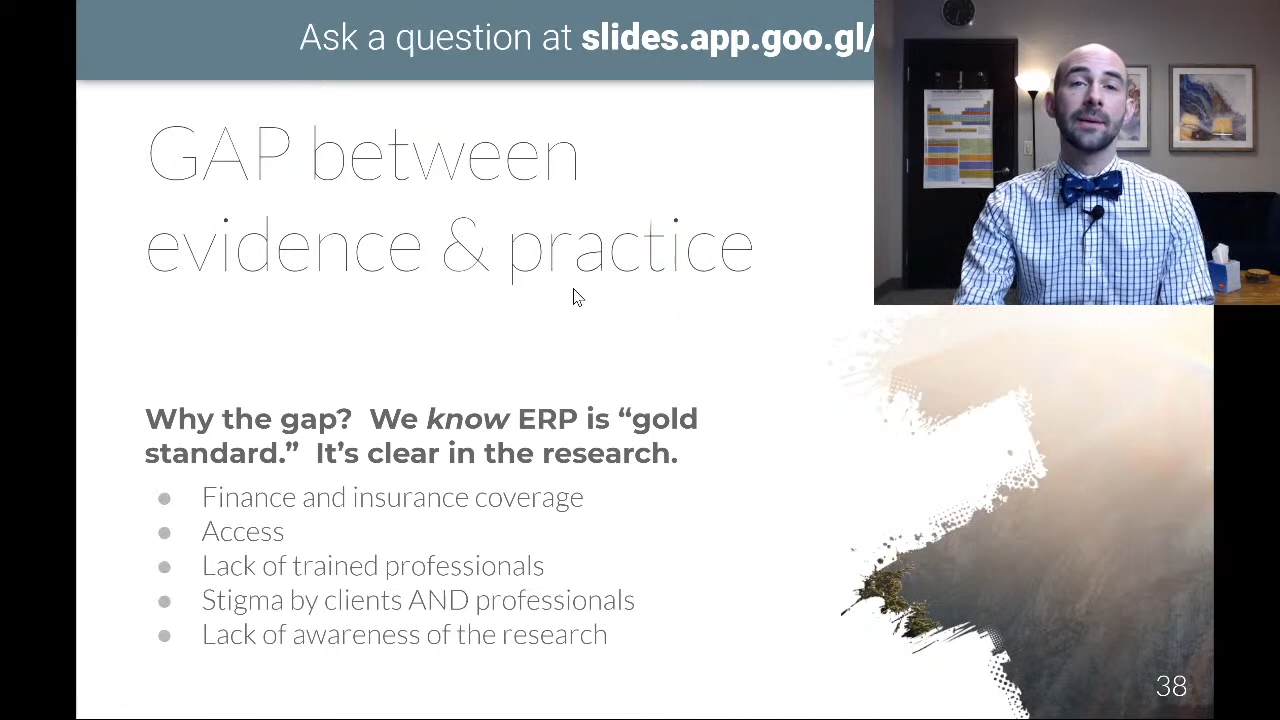 Ask a question at slides.app.goo.gl/
GAP between
evidence & practice
Why the gap?  We know ERP is “gold
standard.”  It’s clear in the research.
● Finance and insurance coverage
● Access
● Lack of trained professionals
● Stigma by clients AND professionals
● Lack of awareness of the research
38